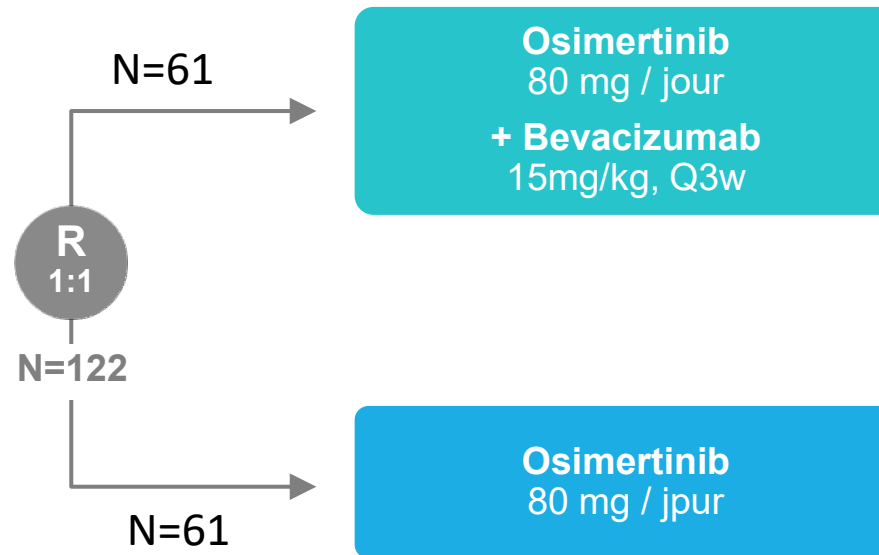 N=61
Osimertinib
80 mg / jour
+ Bevacizumab
15mg/kg, Q3w
R
1:1
N=122
Osimertinib
80 mg / jpur
N=61